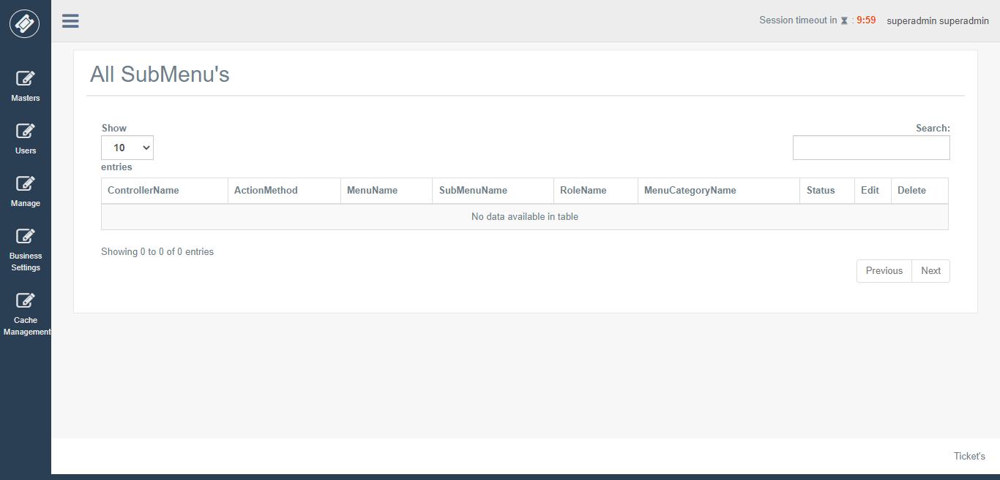 Session timeout in : 9:59 superadmin superadmin
All SubMenu's
Masters
Users
Manage
Business
Settings
Cache
Management
Show
10
entries
Search:
ControllerName ActionMethod MenuName SubMenuName RoleName MenuCategoryName Status Edit Delete
No data available in table
Showing 0 to 0 of 0 entries
Previous Next
Ticket's